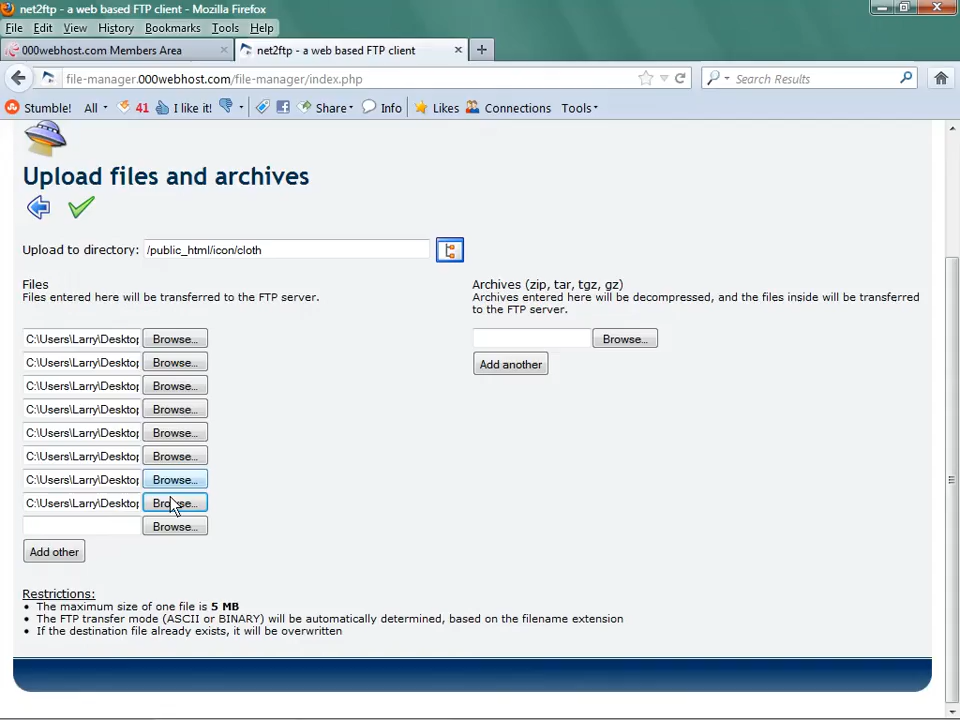 net2ftp - a web based FTP client - Mozilla Firefox
File Edit View History Bookmarks Tools Help
000webhost.com Members Area
net2ftp - a web based FTP client
file-manager.000webhost.com/file-manager/index.php
Search Results
Stumble! All 41 I like it! Share Info Likes Connections Tools
Upload files and archives
Upload to directory: /public_html/icon/cloth
Files
Files entered here will be transferred to the FTP server.
C:\Users\Larry\Desktop Browse...
C:\Users\Larry\Desktop Browse...
C:\Users\Larry\Desktop Browse...
C:\Users\Larry\Desktop Browse...
C:\Users\Larry\Desktop Browse...
C:\Users\Larry\Desktop Browse...
C:\Users\Larry\Desktop Browse...
C:\Users\Larry\Desktop Browse...
Browse...
Add other
Archives (zip, tar, tgz, gz)
Archives entered here will be decompressed, and the files inside will be transferred
to the FTP server.
Browse...
Add another
Restrictions:
• The maximum size of one file is 5 MB
• The FTP transfer mode (ASCII or BINARY) will be automatically determined, based on the filename extension
• If the destination file already exists, it will be overwritten